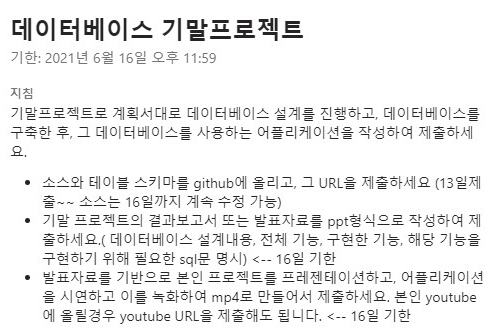 데이터베이스 기말프로젝트
기한: 2021년 6월 16일 오후 11:59
지침
기말프로젝트로 계획서대로 데이터베이스 설계를 진행하고, 데이터베이스를
구축한 후, 그 데이터베이스를 사용하는 어플리케이션을 작성하여 제출하세
요.
• 소스와 테이블 스키마를 github에 올리고, 그 URL을 제출하세요 (13일제
출~~ 소스는 16일까지 계속 수정 가능)
• 기말 프로젝트의 결과보고서 또는 발표자료를 ppt형식으로 작성하여 제
출하세요.( 데이터베이스 설계내용, 전체 기능, 구현한 기능, 해당 기능을
구현하기 위해 필요한 sql문 명시) <-- 16일 기한
• 발표자료를 기반으로 본인 프로젝트를 프레젠테이션하고, 어플리케이션
을 시연하고 이를 녹화하여 mp4로 만들어서 제출하세요. 본인 youtube
에 올릴경우 youtube URL을 제출해도 됩니다. <-- 16일 기한